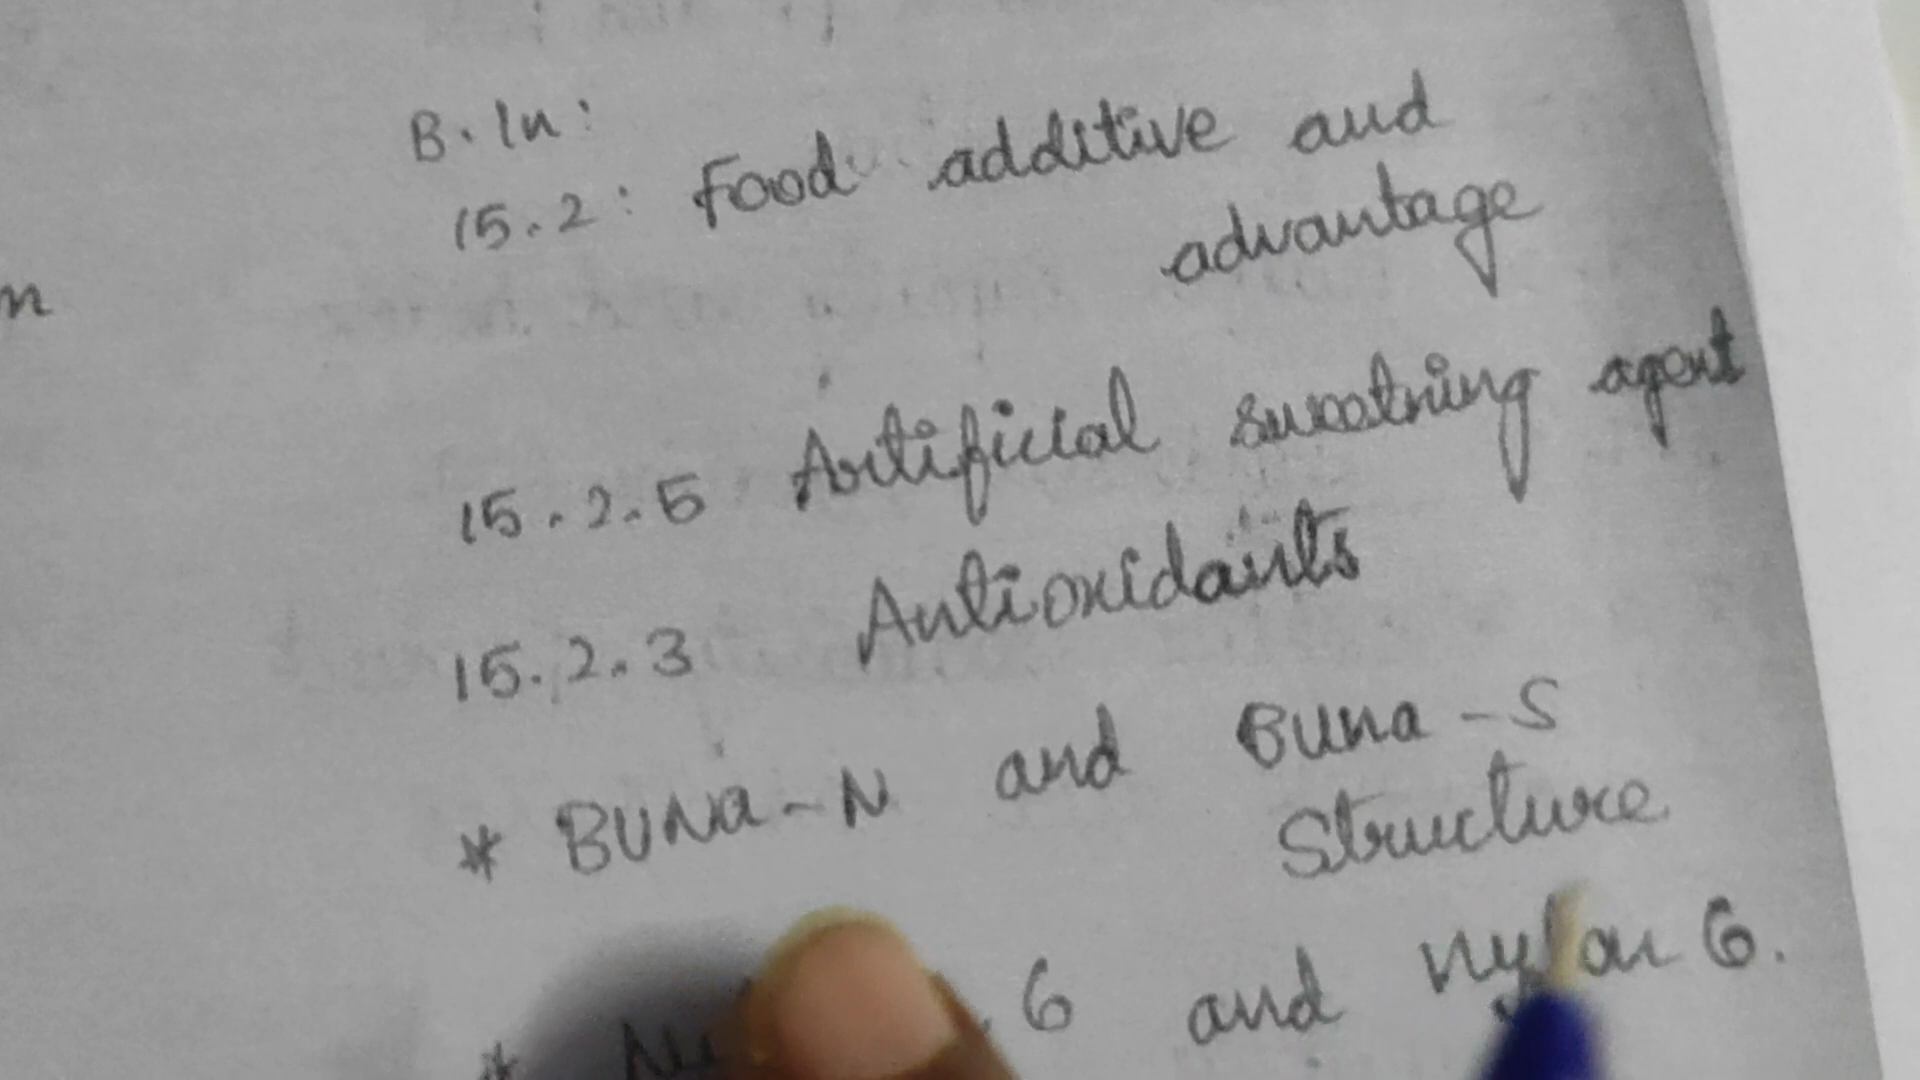 B. In:
15.2: Food additive and
advantage
n
15.2.5 Artificial sweetning agent
15.2.3 Antioxidants
* BUNa-N and Buna-S
Structure
* 6 and Nylon 6.